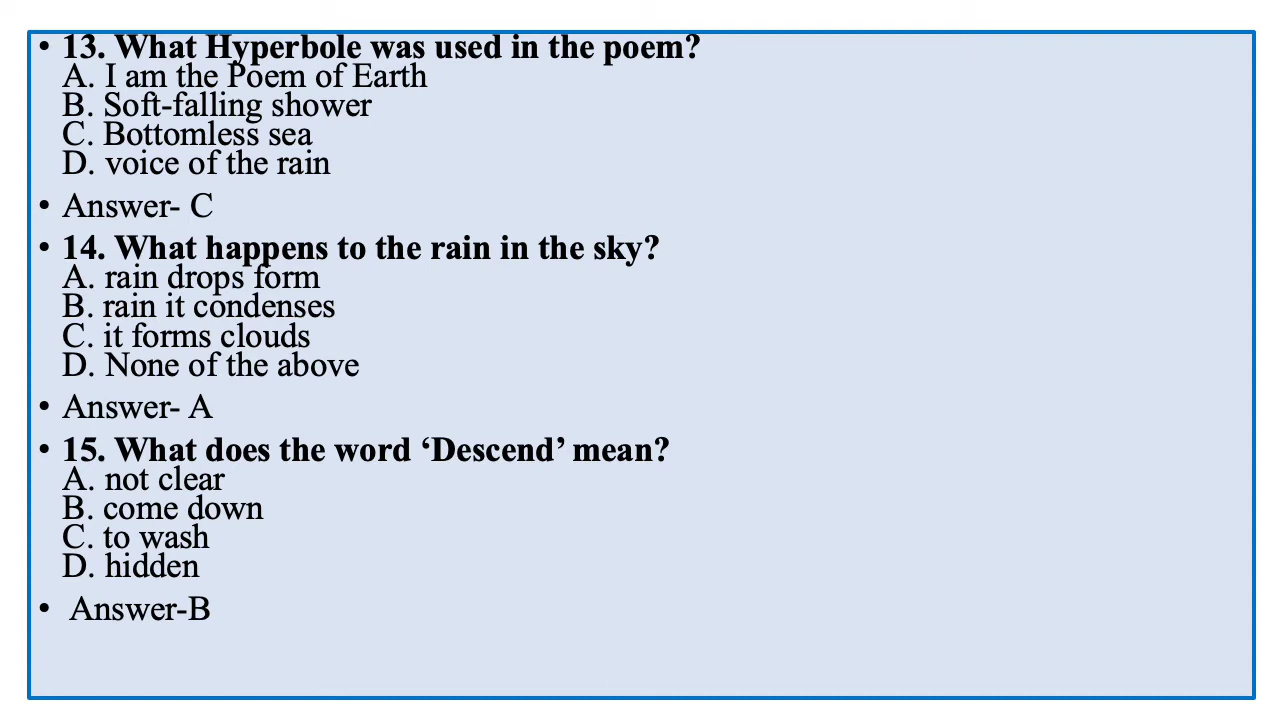 • 13. What Hyperbole was used in the poem?
A. I am the Poem of Earth
B. Soft-falling shower
C. Bottomless sea
D. voice of the rain
• Answer- C
• 14. What happens to the rain in the sky?
A. rain drops form
B. rain it condenses
C. it forms clouds
D. None of the above
• Answer- A
• 15. What does the word ‘Descend’ mean?
A. not clear
B. come down
C. to wash
D. hidden
• Answer-B